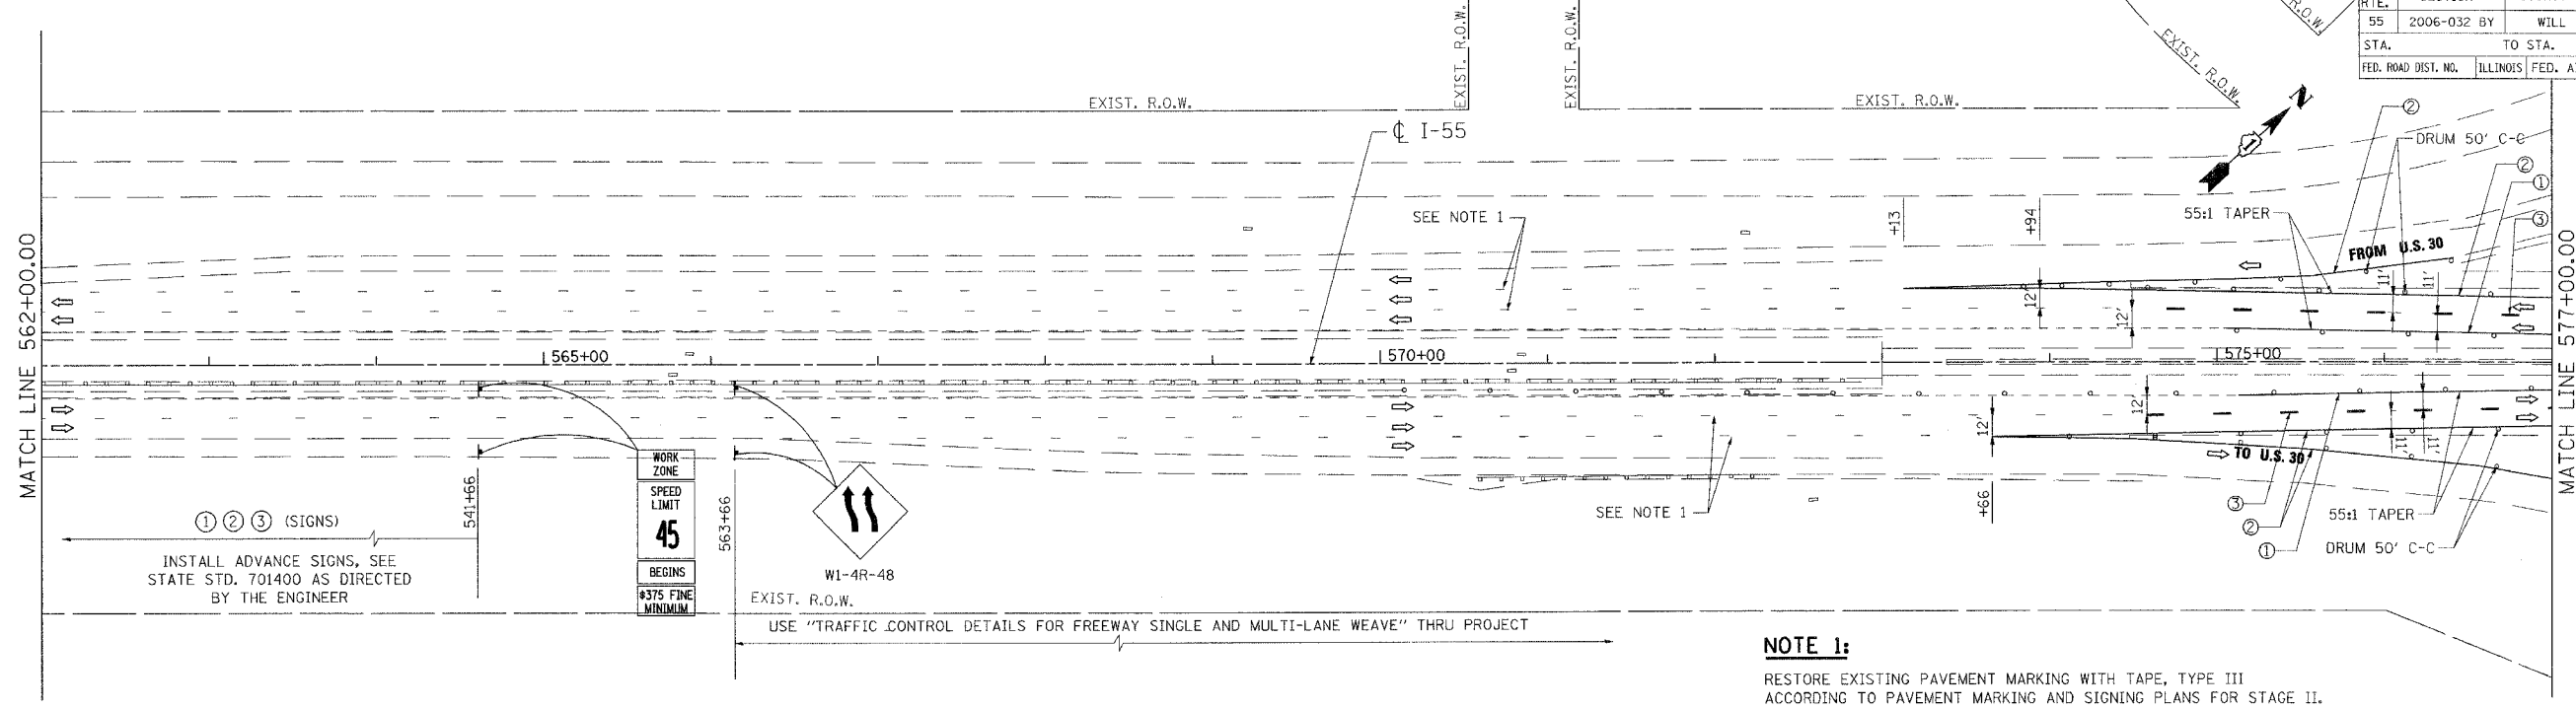 RTE.
55 2006-032 BY WILL
STA. TO STA.
FED. ROAD DIST. NO. ILLINOIS FED. AI
R.O.W.
EXIST. R.O.W.
EXIST. R.O.W.
EXIST. R.O.W.
EXIST. R.O.W.
EXIST. R.O.W.
N
1
℄ I-55
②
DRUM 50' C-C
②
①
③
SEE NOTE 1
+13
+94
55:1 TAPER
FROM U.S. 30
12'
12'
11'
11'
MATCH LINE 562+00.00
565+00
570+00
575+00
MATCH LINE 577+00.00
12'
12'
11'
11'
TO U.S. 30
+66
③
②
①
55:1 TAPER
DRUM 50' C-C
SEE NOTE 1
541+66
563+66
WORK
ZONE
SPEED
LIMIT
45
BEGINS
$375 FINE
MINIMUM
W1-4R-48
① ② ③ (SIGNS)
INSTALL ADVANCE SIGNS, SEE
STATE STD. 701400 AS DIRECTED
BY THE ENGINEER
EXIST. R.O.W.
USE "TRAFFIC CONTROL DETAILS FOR FREEWAY SINGLE AND MULTI-LANE WEAVE" THRU PROJECT
NOTE 1:
RESTORE EXISTING PAVEMENT MARKING WITH TAPE, TYPE III
ACCORDING TO PAVEMENT MARKING AND SIGNING PLANS FOR STAGE II.